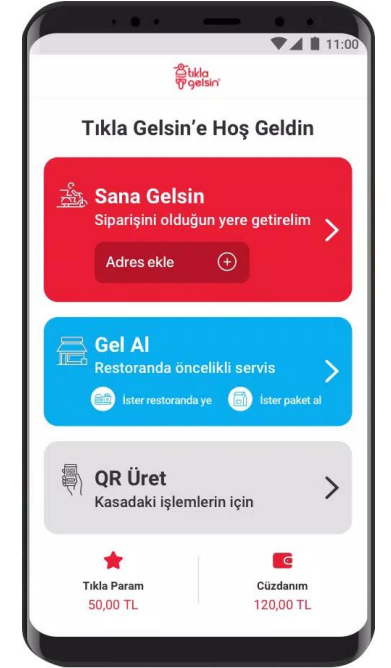 11:00
tıkla
gelsin®
Tıkla Gelsin'e Hoş Geldin
Sana Gelsin
Siparişini olduğun yere getirelim
Adres ekle
Gel Al
Restoranda öncelikli servis
İster restoranda ye İster paket al
QR Üret
Kasadaki işlemlerin için
Tıkla Param Cüzdanım
50,00 TL 120,00 TL